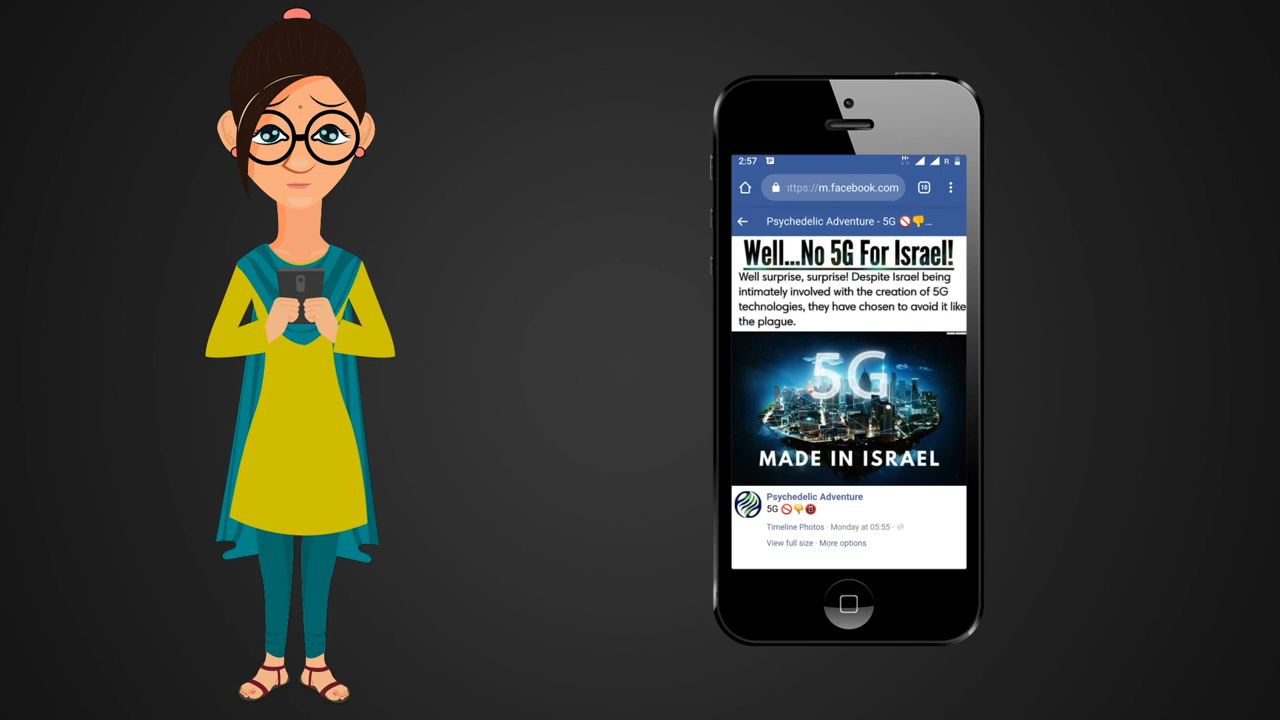 2:57 H+ R
https://m.facebook.com 19
Psychedelic Adventure - 5G 🚫👎...
Well...No 5G For Israel!
Well surprise, surprise! Despite Israel being
intimately involved with the creation of 5G
technologies, they have chosen to avoid it like
the plague.
5G
MADE IN ISRAEL
Psychedelic Adventure
5G 🚫👎📵
Timeline Photos · Monday at 05:55 ·
View full size · More options